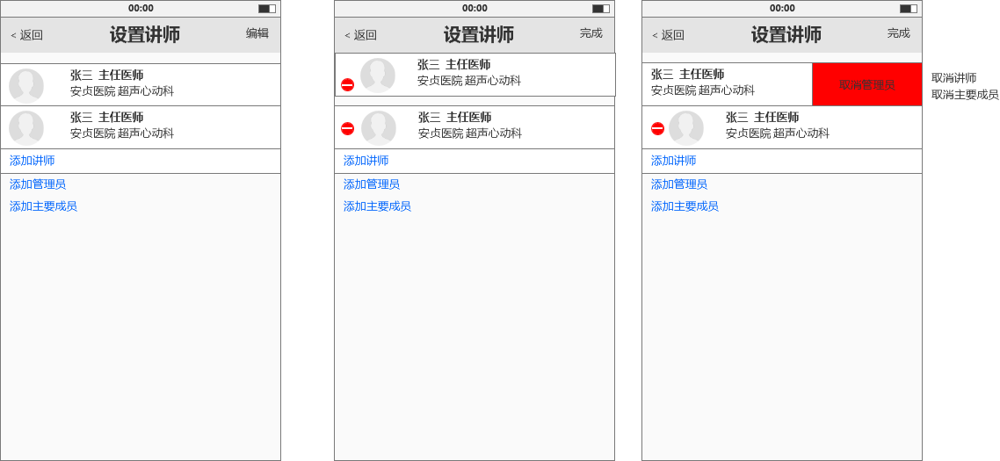 00:00
< 返回
设置讲师
编辑
张三 主任医师
安贞医院 超声心动科
张三 主任医师
安贞医院 超声心动科
添加讲师
添加管理员
添加主要成员
00:00
< 返回
设置讲师
完成
张三 主任医师
安贞医院 超声心动科
张三 主任医师
安贞医院 超声心动科
添加讲师
添加管理员
添加主要成员
00:00
< 返回
设置讲师
完成
张三 主任医师
安贞医院 超声心动科
取消管理员
张三 主任医师
安贞医院 超声心动科
添加讲师
添加管理员
添加主要成员
取消讲师
取消主要成员